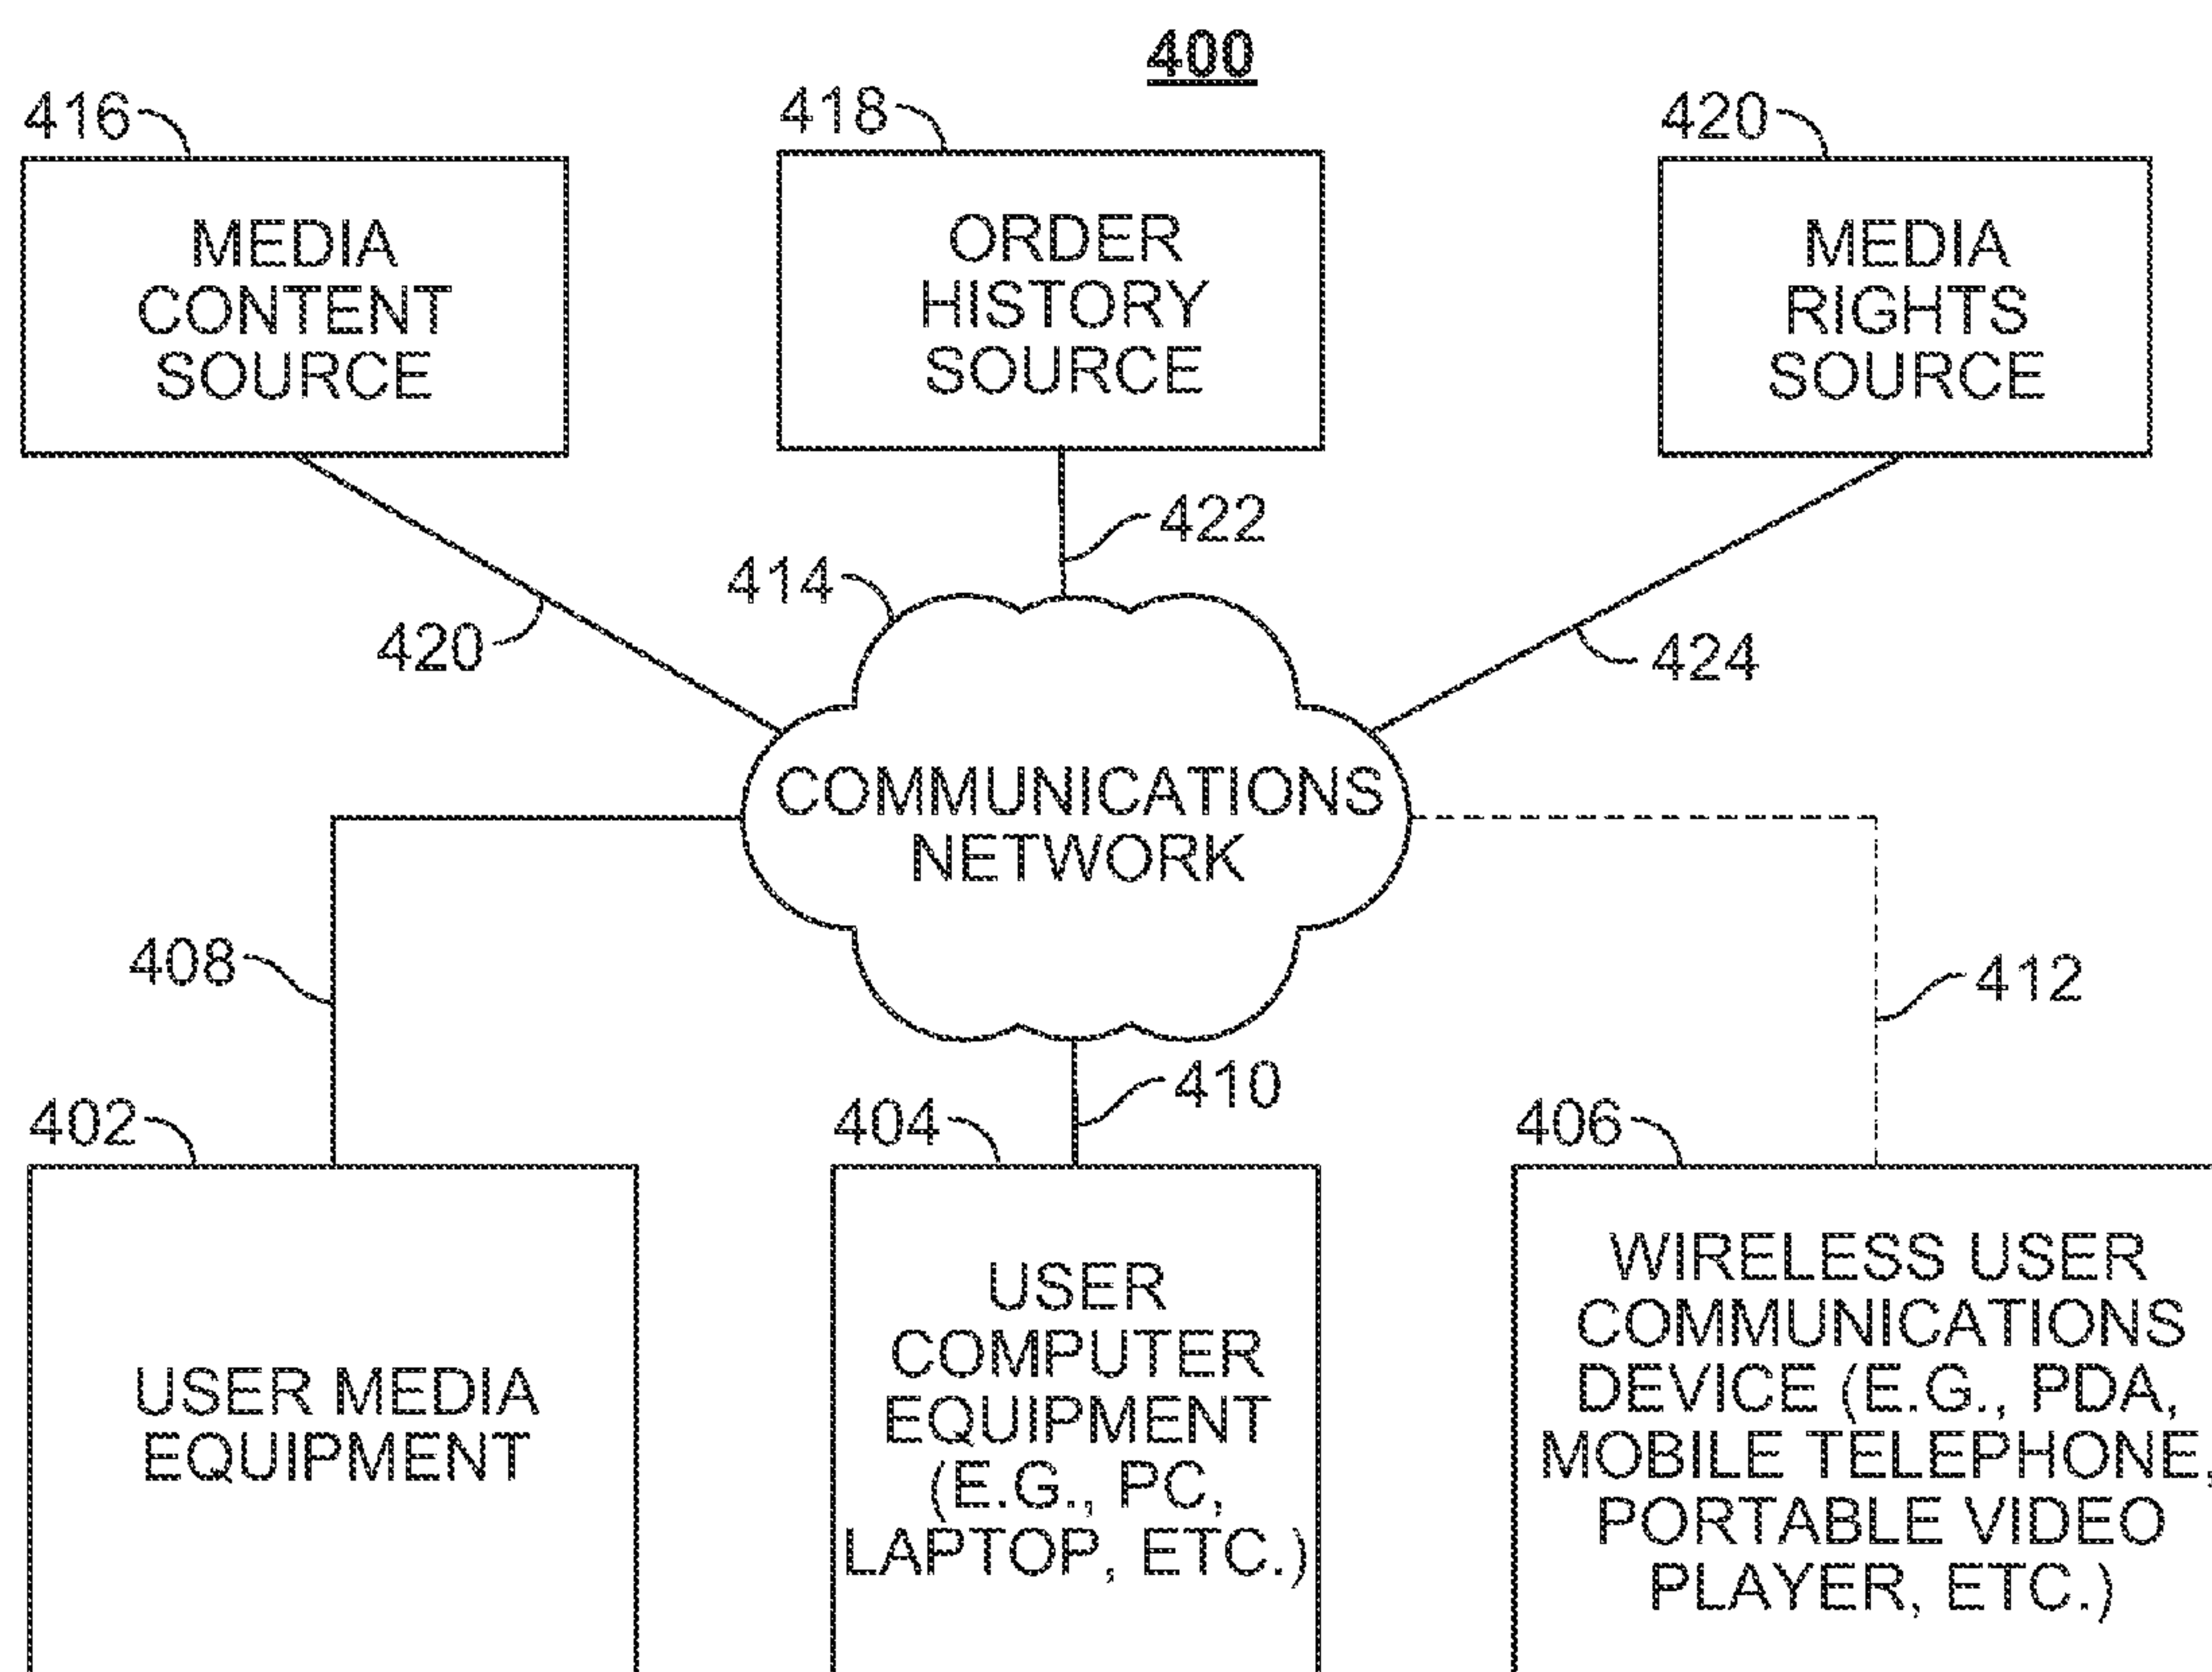 400
416
418
420
MEDIA
CONTENT
SOURCE
ORDER
HISTORY
SOURCE
MEDIA
RIGHTS
SOURCE
422
414
420
424
COMMUNICATIONS
NETWORK
408
412
410
402
404
406
USER MEDIA
EQUIPMENT
USER
COMPUTER
EQUIPMENT
(E.G., PC,
LAPTOP, ETC.)
WIRELESS USER
COMMUNICATIONS
DEVICE (E.G., PDA,
MOBILE TELEPHONE,
PORTABLE VIDEO
PLAYER, ETC.)